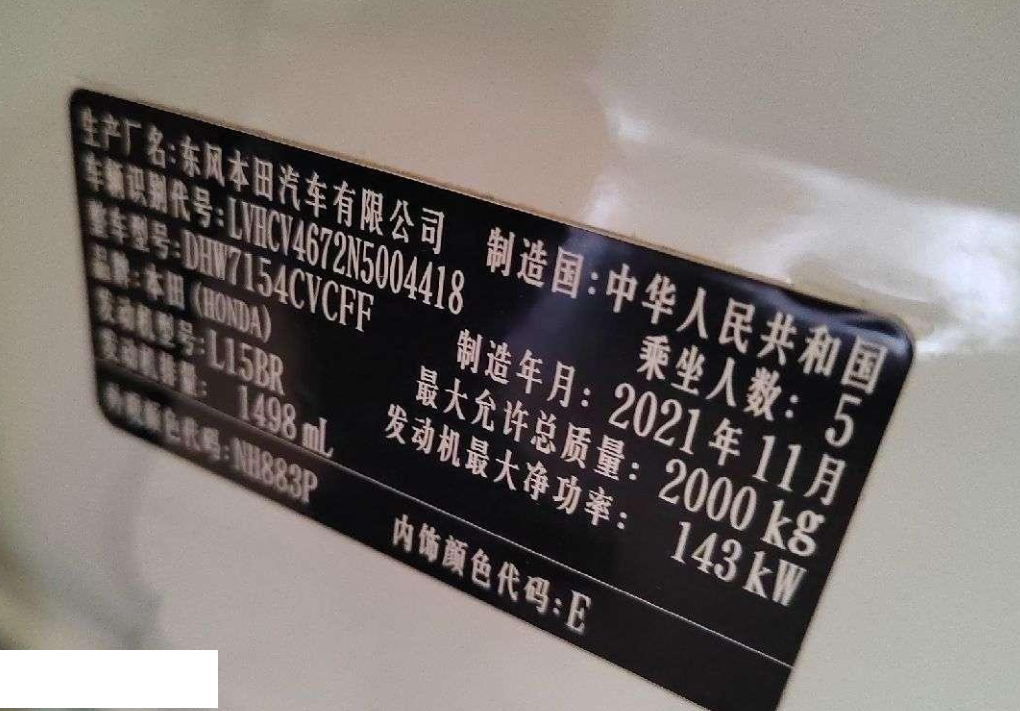 生产厂名:东风本田汽车有限公司 制造国:中华人民共和国
车辆识别代号:LVHCV4672N5004418 乘坐人数: 5
整车型号:DHW7154CVCFF 制造年月: 2021年11月
品牌:本田(HONDA) 最大允许总质量: 2000kg
发动机型号:L15BR 发动机最大净功率: 143kW
发动机容量: 1498mL
外观颜色代码:NH883P 内饰颜色代码:E